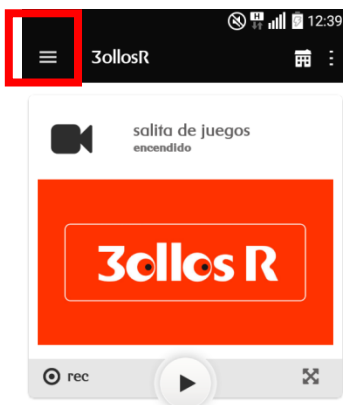 H
12:39
3ollosR
salita de juegos
encendido
3ollos R
rec